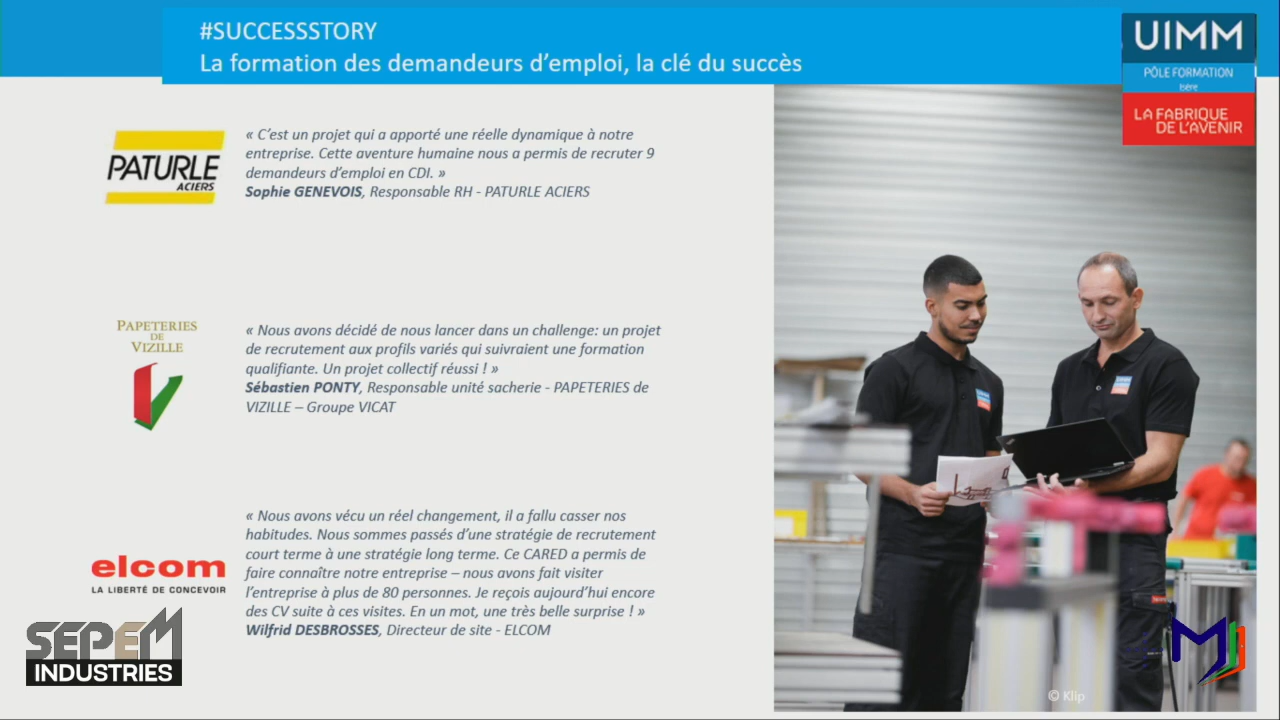 #SUCCESSSTORY
La formation des demandeurs d’emploi, la clé du succès
UIMM
PÔLE FORMATION
Isère
LA FABRIQUE
DE L’AVENIR
PATURLE
ACIERS
« C’est un projet qui a apporté une réelle dynamique à notre
entreprise. Cette aventure humaine nous a permis de recruter 9
demandeurs d’emploi en CDI. »
Sophie GENEVOIS, Responsable RH - PATURLE ACIERS
PAPETERIES
DE
VIZILLE
« Nous avons décidé de nous lancer dans un challenge: un projet
de recrutement aux profils variés qui suivraient une formation
qualifiante. Un projet collectif réussi ! »
Sébastien PONTY, Responsable unité sacherie - PAPETERIES de
VIZILLE – Groupe VICAT
elcom
LA LIBERTÉ DE CONCEVOIR
« Nous avons vécu un réel changement, il a fallu casser nos
habitudes. Nous sommes passés d’une stratégie de recrutement
court terme à une stratégie long terme. Ce CARED a permis de
faire connaître notre entreprise – nous avons fait visiter
l’entreprise à plus de 80 personnes. Je reçois aujourd’hui encore
des CV suite à ces visites. En un mot, une très belle surprise ! »
Wilfrid DESBROSSES, Directeur de site - ELCOM
SEPEM
INDUSTRIES
© Klip